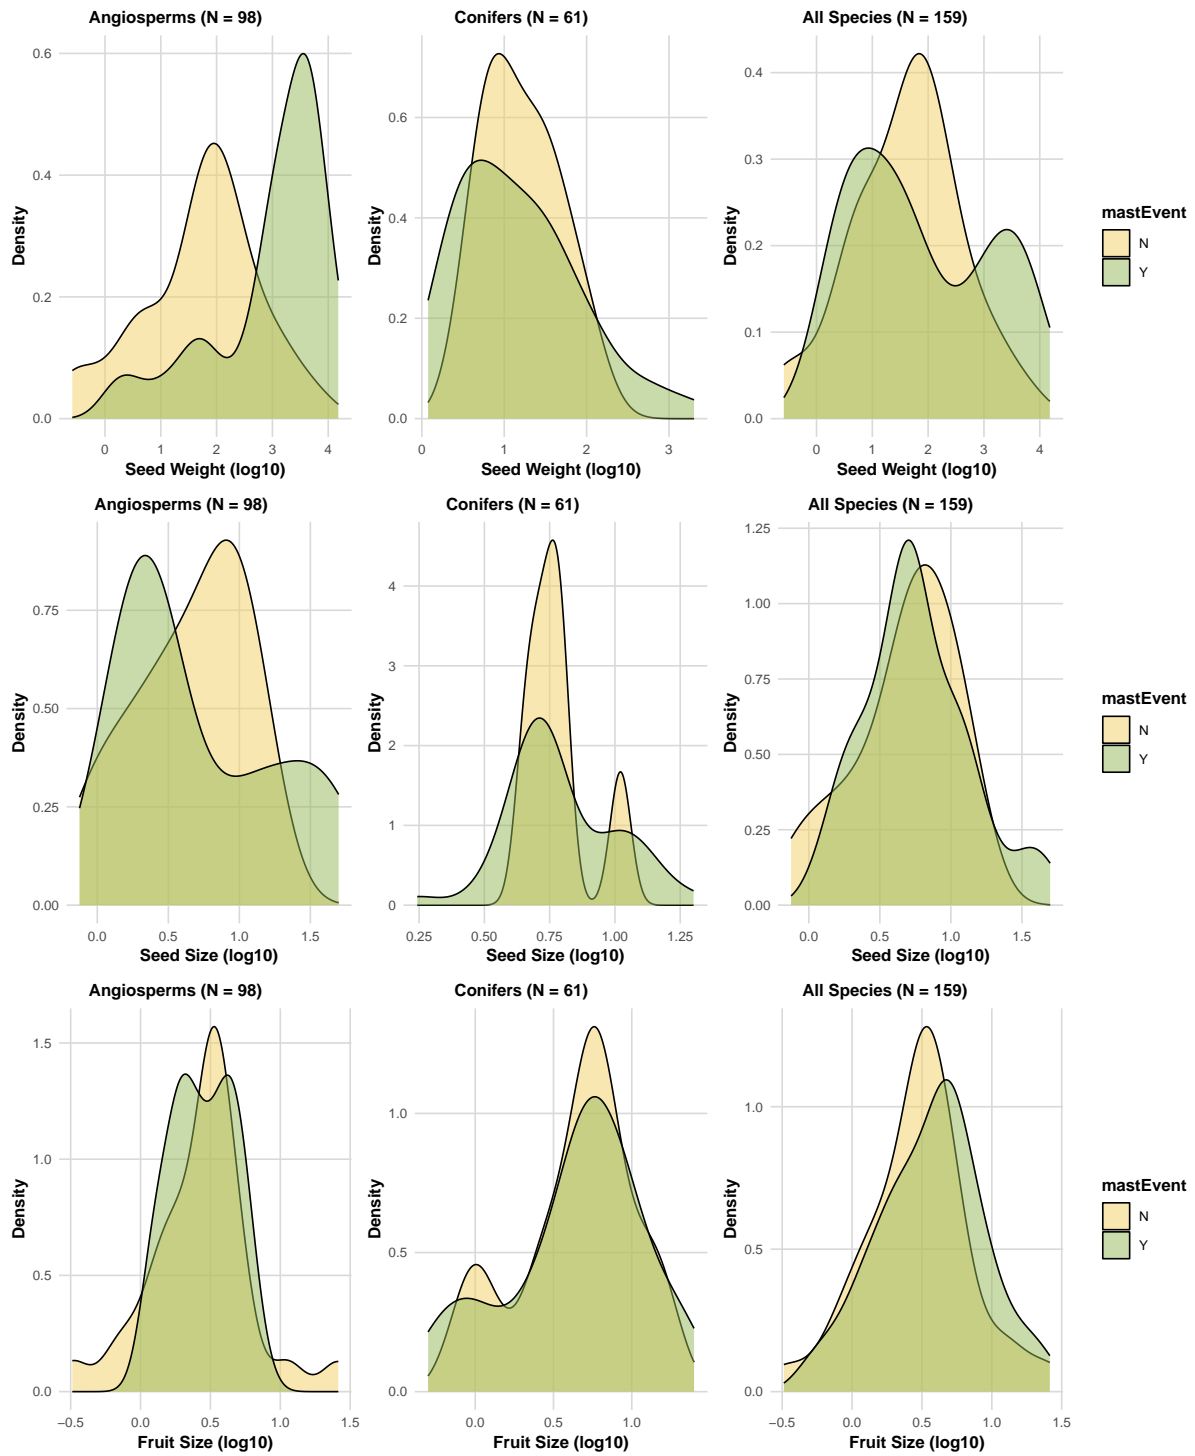 Angiosperms (N = 98)
Conifers (N = 61)
All Species (N = 159)
Density
0.6
0.4
0.2
0.0
0 1 2 3 4
Seed Weight (log10)
Density
0.6
0.4
0.2
0.0
0 1 2 3
Seed Weight (log10)
Density
0.4
0.3
0.2
0.1
0.0
0 1 2 3 4
Seed Weight (log10)
mastEvent
N
Y
Angiosperms (N = 98)
Conifers (N = 61)
All Species (N = 159)
Density
0.75
0.50
0.25
0.00
0.0 0.5 1.0 1.5
Seed Size (log10)
Density
4
3
2
1
0
0.25 0.50 0.75 1.00 1.25
Seed Size (log10)
Density
1.25
1.00
0.75
0.50
0.25
0.00
0.0 0.5 1.0 1.5
Seed Size (log10)
mastEvent
N
Y
Angiosperms (N = 98)
Conifers (N = 61)
All Species (N = 159)
Density
1.5
1.0
0.5
0.0
−0.5 0.0 0.5 1.0 1.5
Fruit Size (log10)
Density
1.0
0.5
0.0
0.0 0.5 1.0
Fruit Size (log10)
Density
1.0
0.5
0.0
−0.5 0.0 0.5 1.0 1.5
Fruit Size (log10)
mastEvent
N
Y